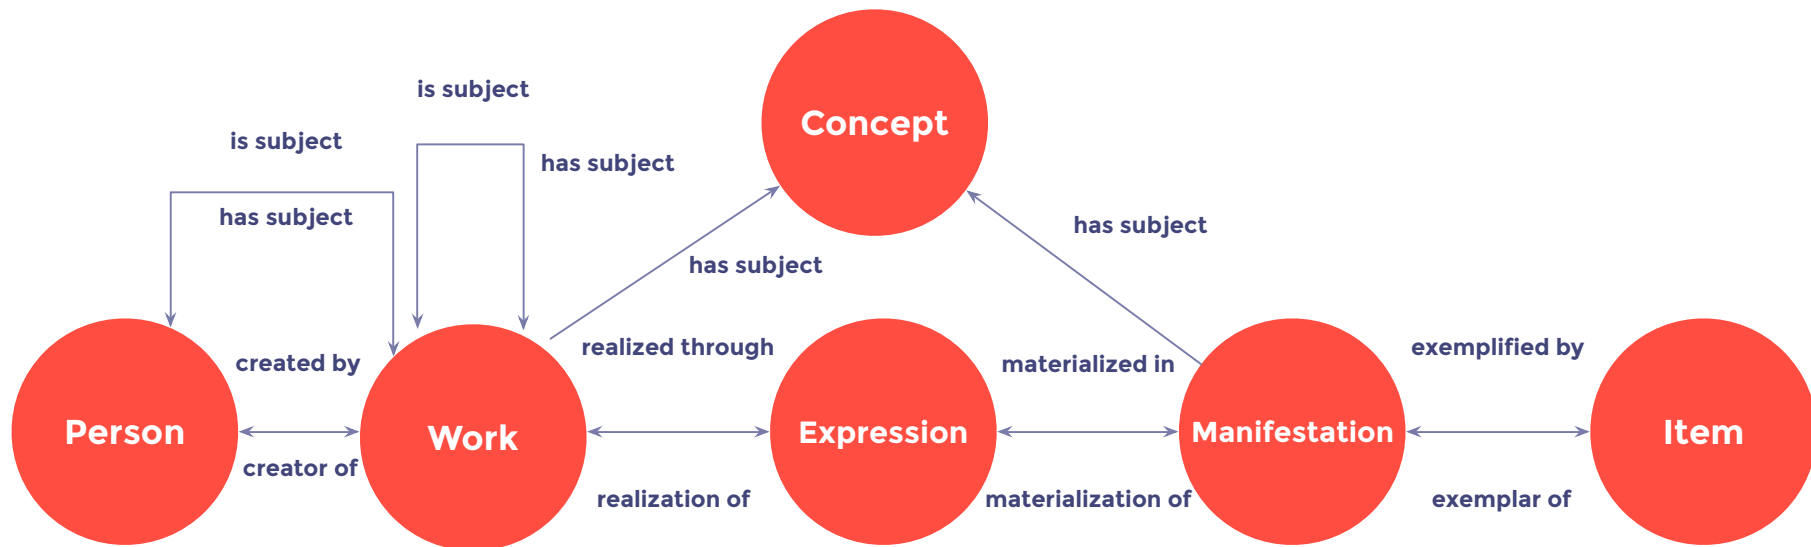 is subject
Concept
is subject
has subject
has subject
has subject
has subject
created by
realized through
materialized in
exemplified by
Person
Work
Expression
Manifestation
Item
creator of
realization of
materialization of
exemplar of